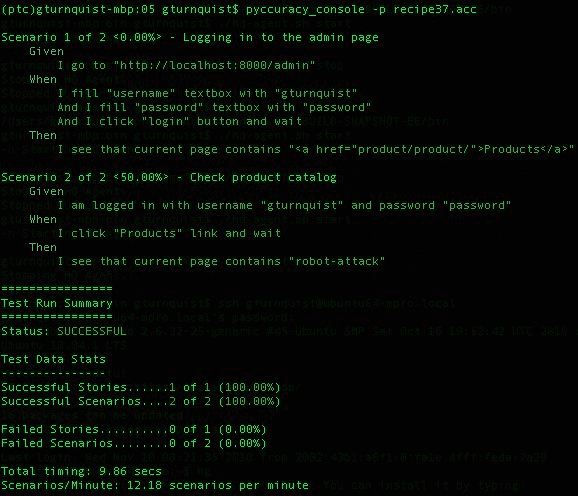 (ptc)gturnquist-mbp:05 gturnquist$ pyccuracy_console -p recipe37.acc
Scenario 1 of 2 <0.00%> - Logging in to the admin page
Given
I go to "http://localhost:8000/admin"
When
I fill "username" textbox with "gturnquist"
And I fill "password" textbox with "password"
And I click "login" button and wait
Then
I see that current page contains "<a href="product/product/">Products</a>"
Scenario 2 of 2 <50.00%> - Check product catalog
Given
I am logged in with username "gturnquist" and password "password"
When
I click "Products" link and wait
Then
I see that current page contains "robot-attack"
================
Test Run Summary
================
Status: SUCCESSFUL
Test Data Stats
---------------
Successful Stories......1 of 1 (100.00%)
Successful Scenarios....2 of 2 (100.00%)
Failed Stories..........0 of 1 (0.00%)
Failed Scenarios........0 of 2 (0.00%)
Total timing: 9.86 secs
Scenarios/Minute: 12.18 scenarios per minute